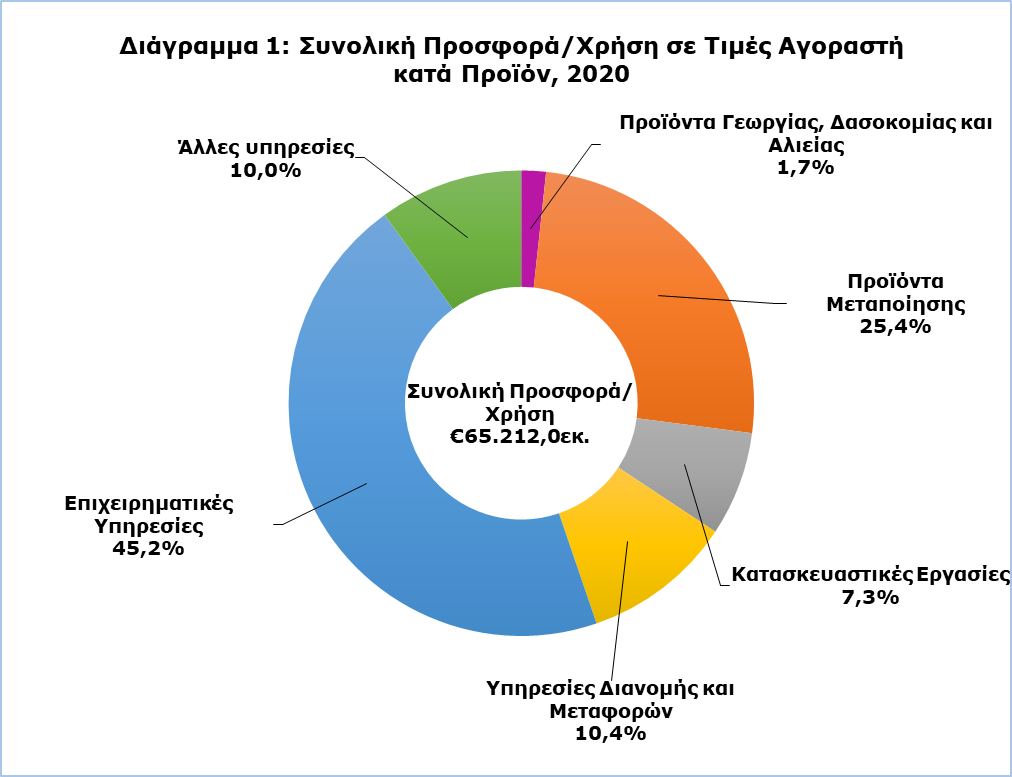 Διάγραμμα 1: Συνολική Προσφορά/Χρήση σε Τιμές Αγοραστή
κατά Προϊόν, 2020
Προϊόντα Γεωργίας, Δασοκομίας και
Αλιείας
1,7%
Άλλες υπηρεσίες
10,0%
Προϊόντα
Μεταποίησης
25,4%
Συνολική Προσφορά/
Χρήση
€65.212,0εκ.
Επιχειρηματικές
Υπηρεσίες
45,2%
Κατασκευαστικές Εργασίες
7,3%
Υπηρεσίες Διανομής και
Μεταφορών
10,4%